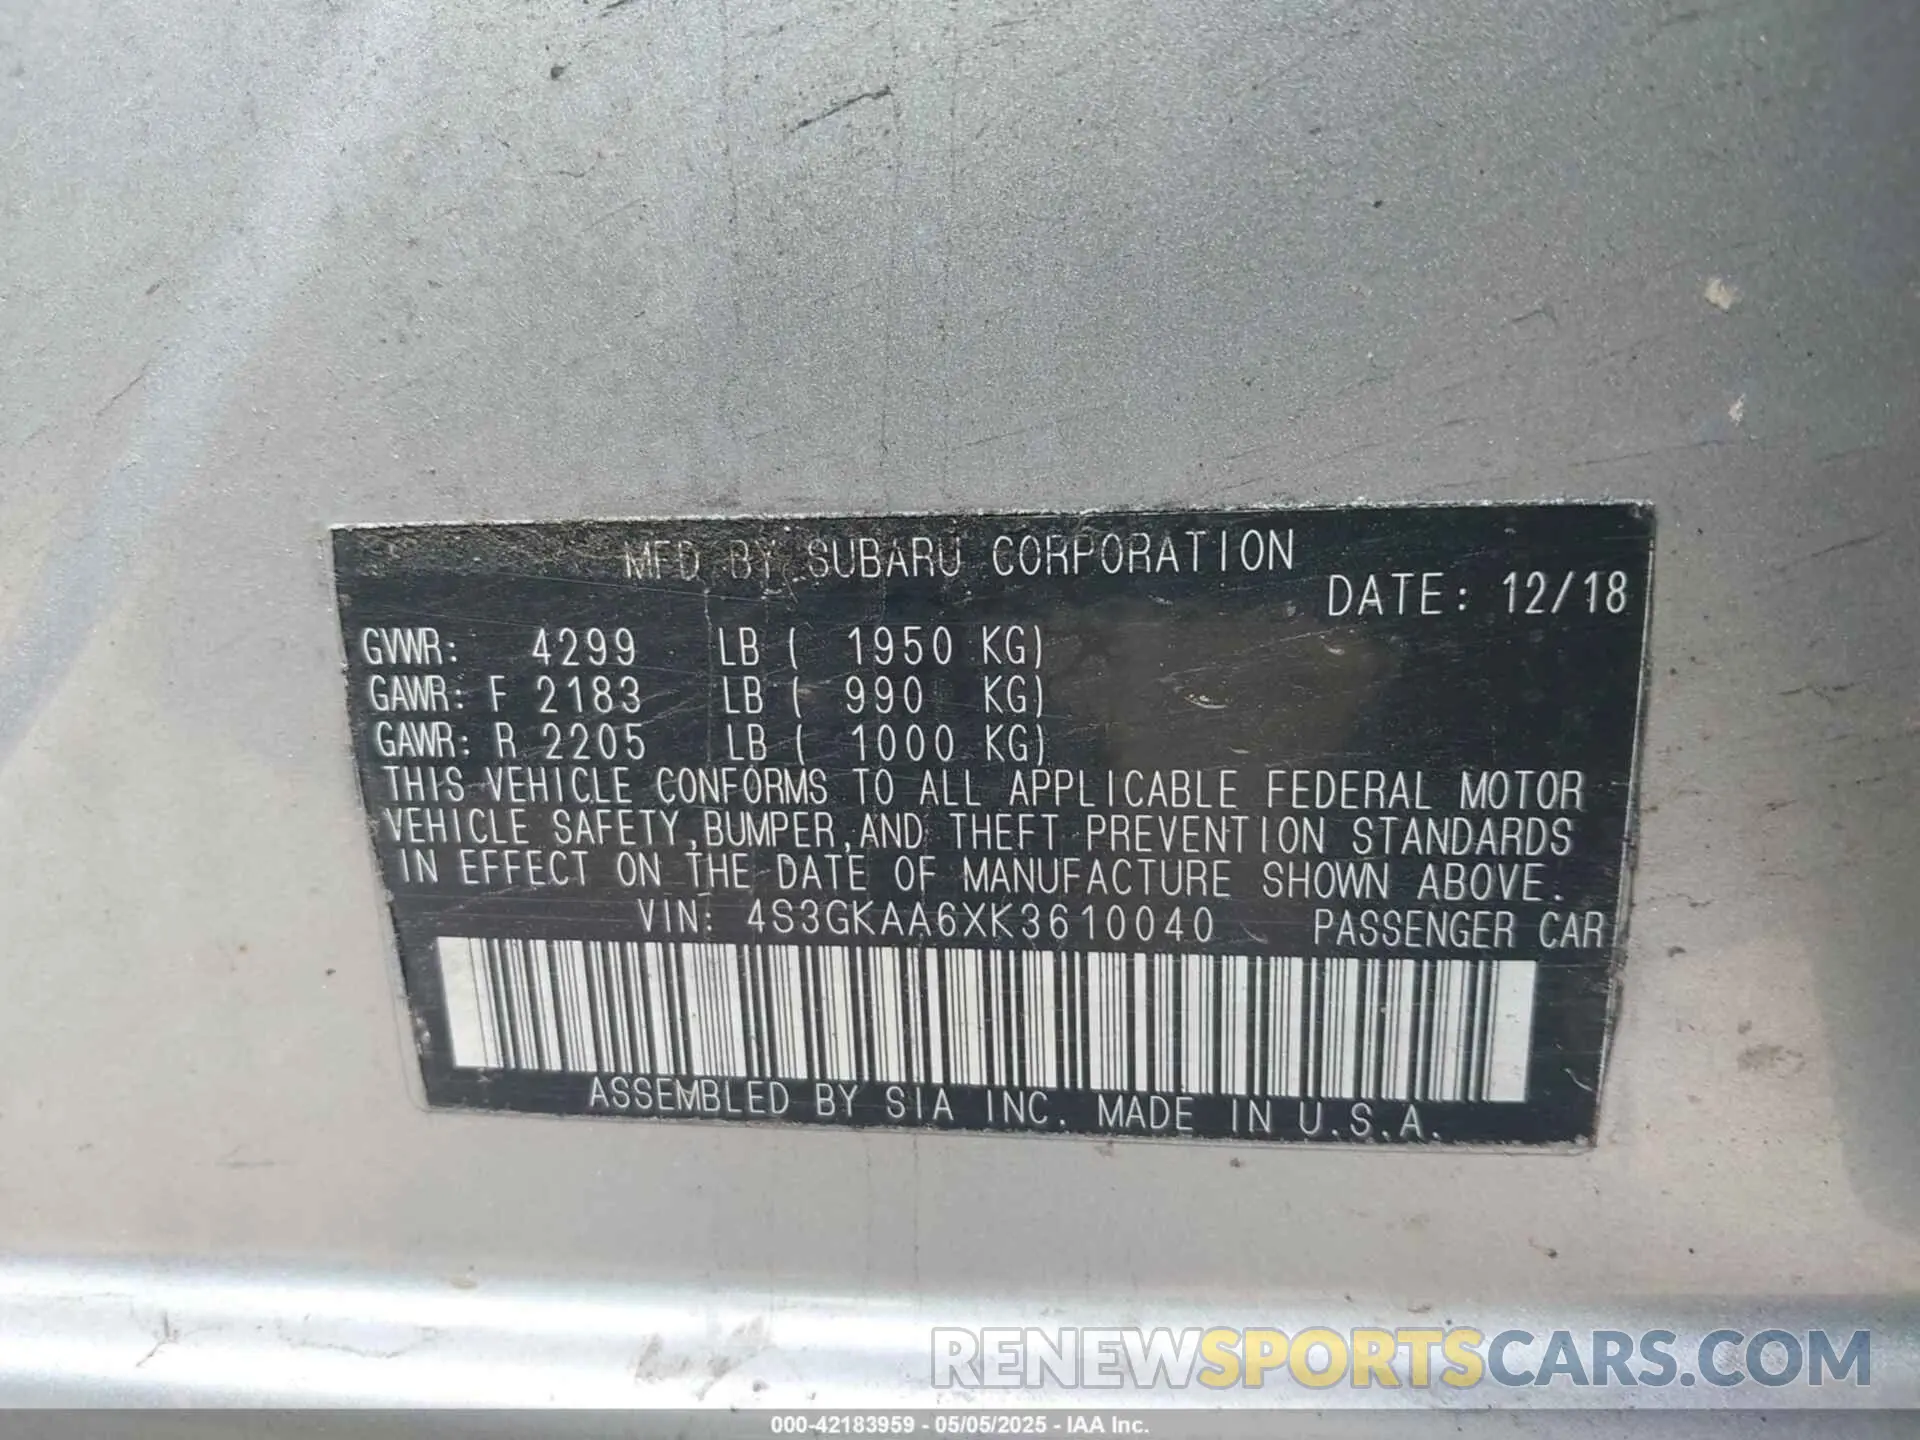 MFD BY SUBARU CORPORATION
DATE: 12/18
GVWR: 4299 LB ( 1950 KG)
GAWR: F 2183 LB ( 990 KG)
GAWR: R 2205 LB ( 1000 KG)
THIS VEHICLE CONFORMS TO ALL APPLICABLE FEDERAL MOTOR
VEHICLE SAFETY,BUMPER,AND THEFT PREVENTION STANDARDS
IN EFFECT ON THE DATE OF MANUFACTURE SHOWN ABOVE.
VIN: 4S3GKAA6XK3610040 PASSENGER CAR
ASSEMBLED BY SIA INC. MADE IN U.S.A.
RENEWSPORTSCARS.COM
000-42183959 - 05/05/2025 - IAA Inc.